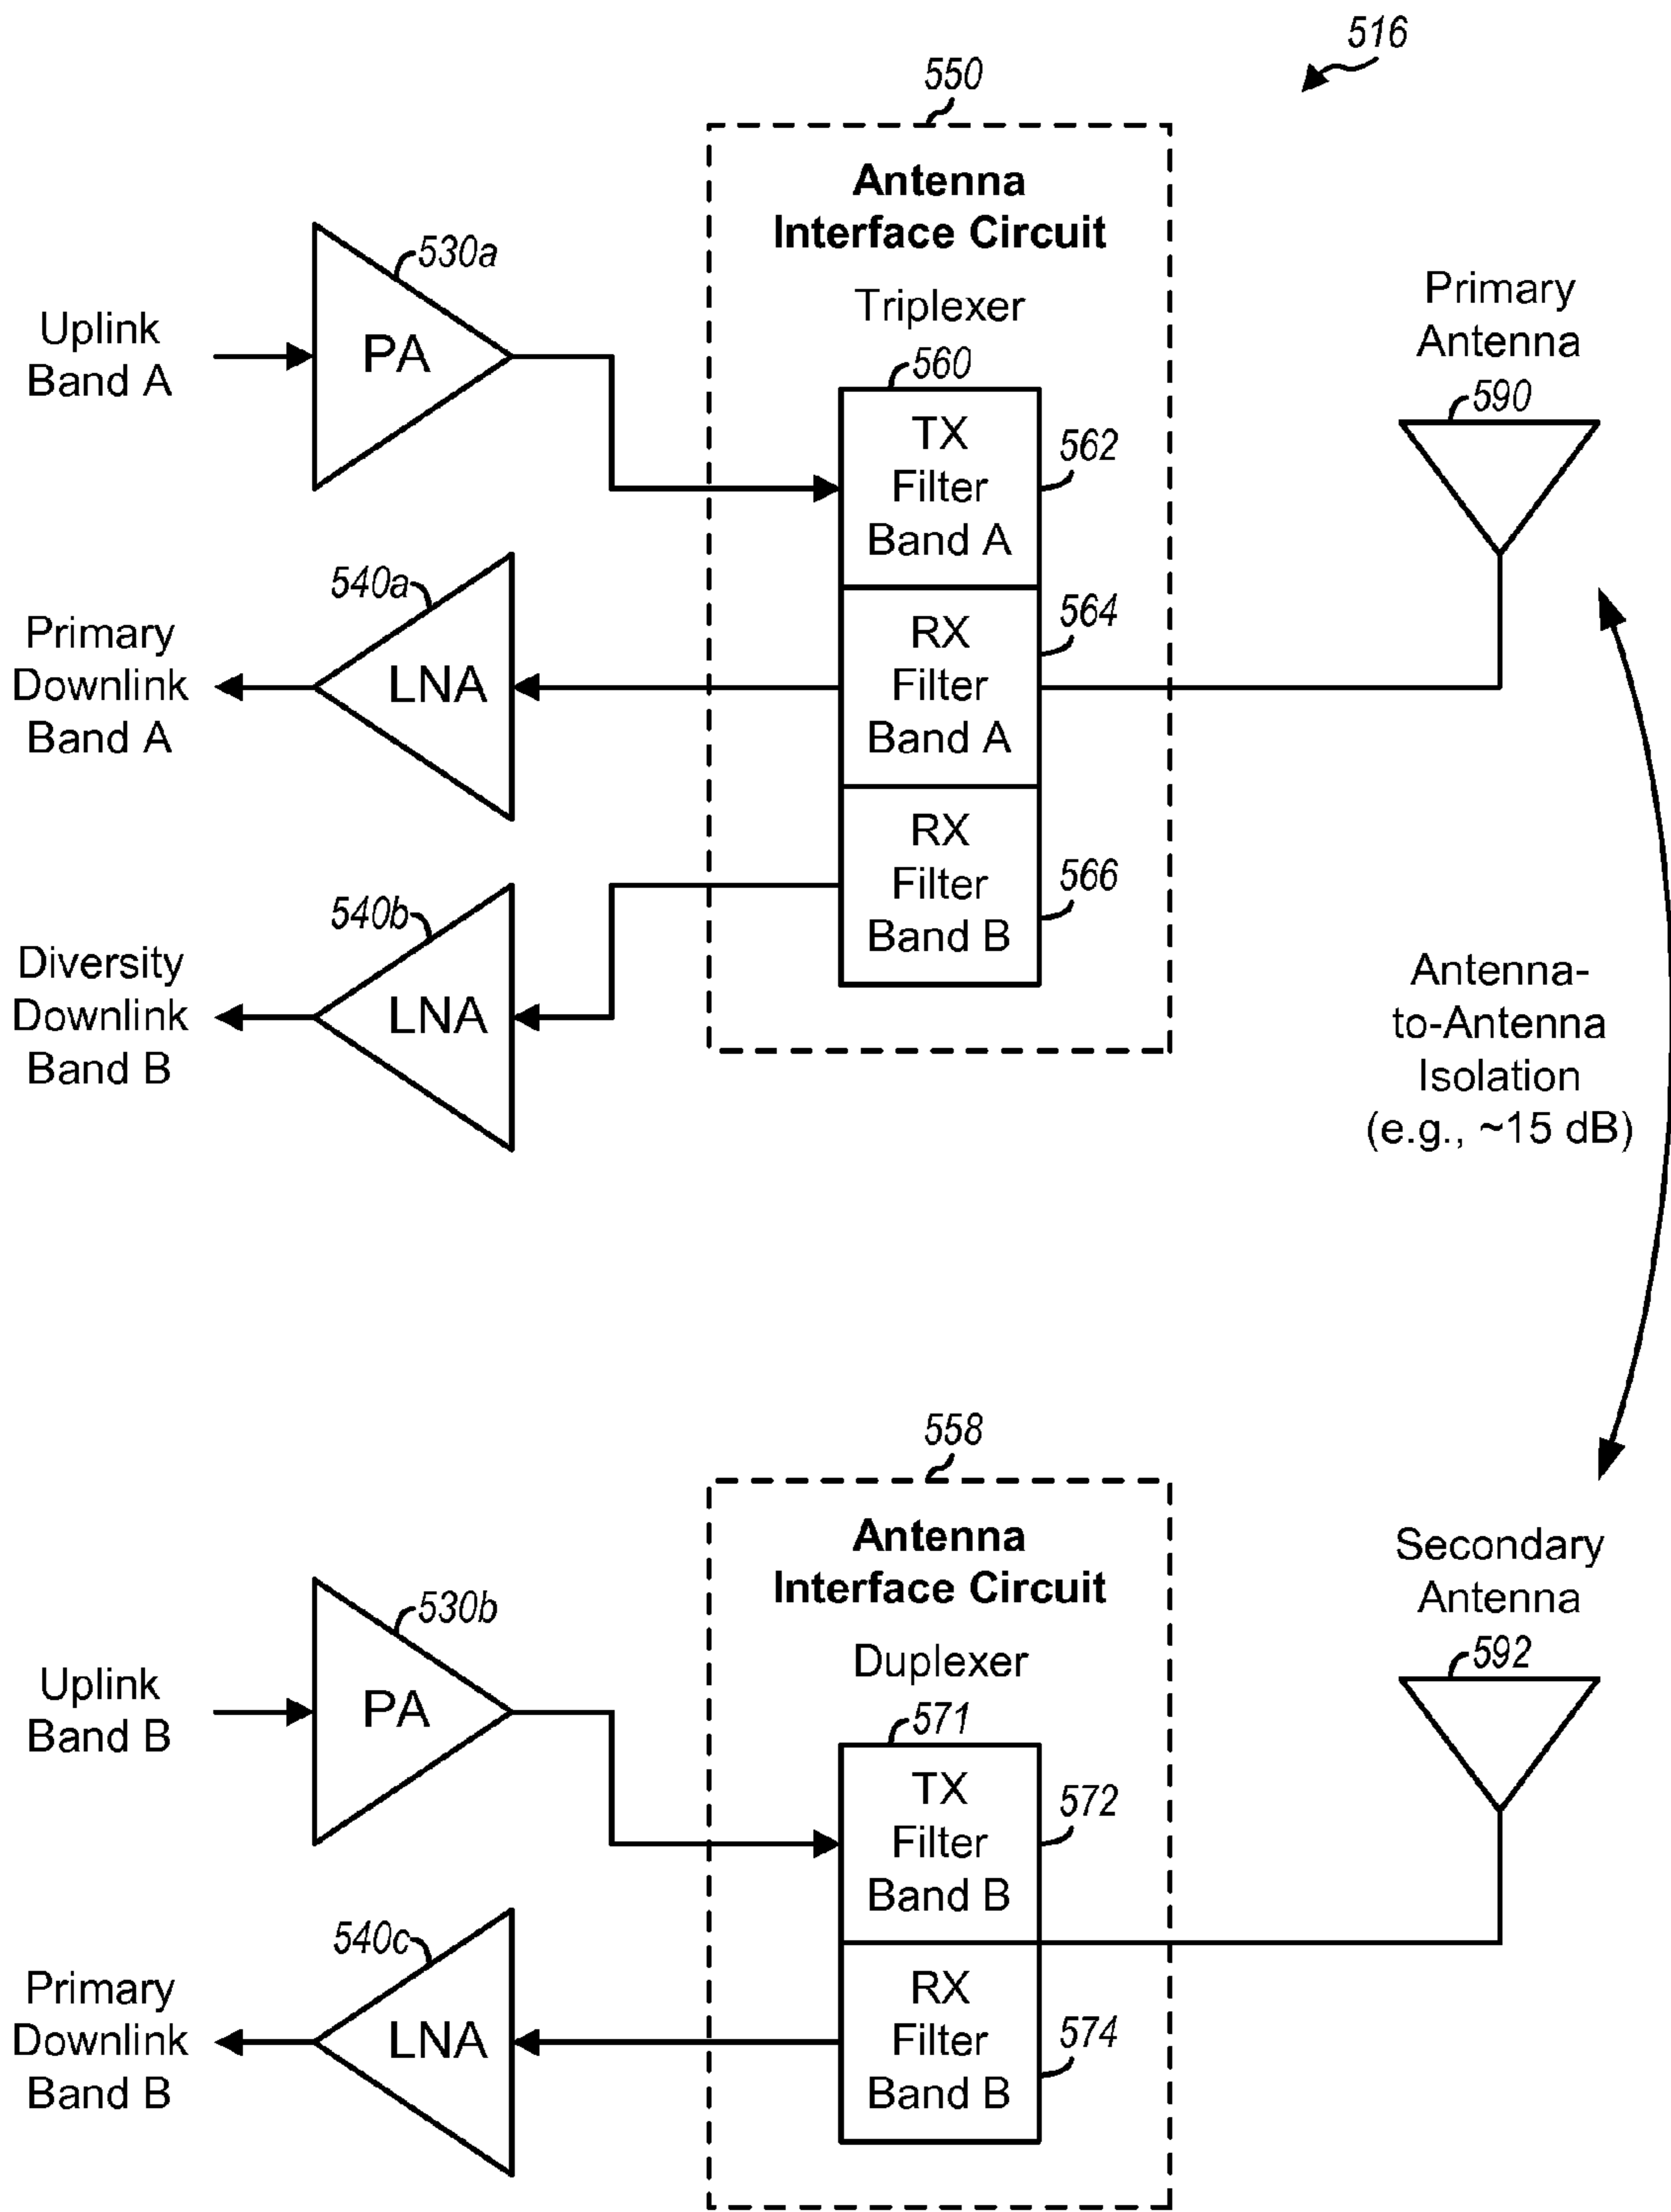 516
550
Antenna
Interface Circuit
Triplexer
560
530a
Uplink
Band A
PA
TX
Filter
Band A
562
Primary
Antenna
590
540a
Primary
Downlink
Band A
LNA
RX
Filter
Band A
564
540b
Diversity
Downlink
Band B
LNA
RX
Filter
Band B
566
Antenna-
to-Antenna
Isolation
(e.g., ~15 dB)
558
Antenna
Interface Circuit
Duplexer
571
530b
Uplink
Band B
PA
TX
Filter
Band B
572
Secondary
Antenna
592
540c
Primary
Downlink
Band B
LNA
RX
Filter
Band B
574